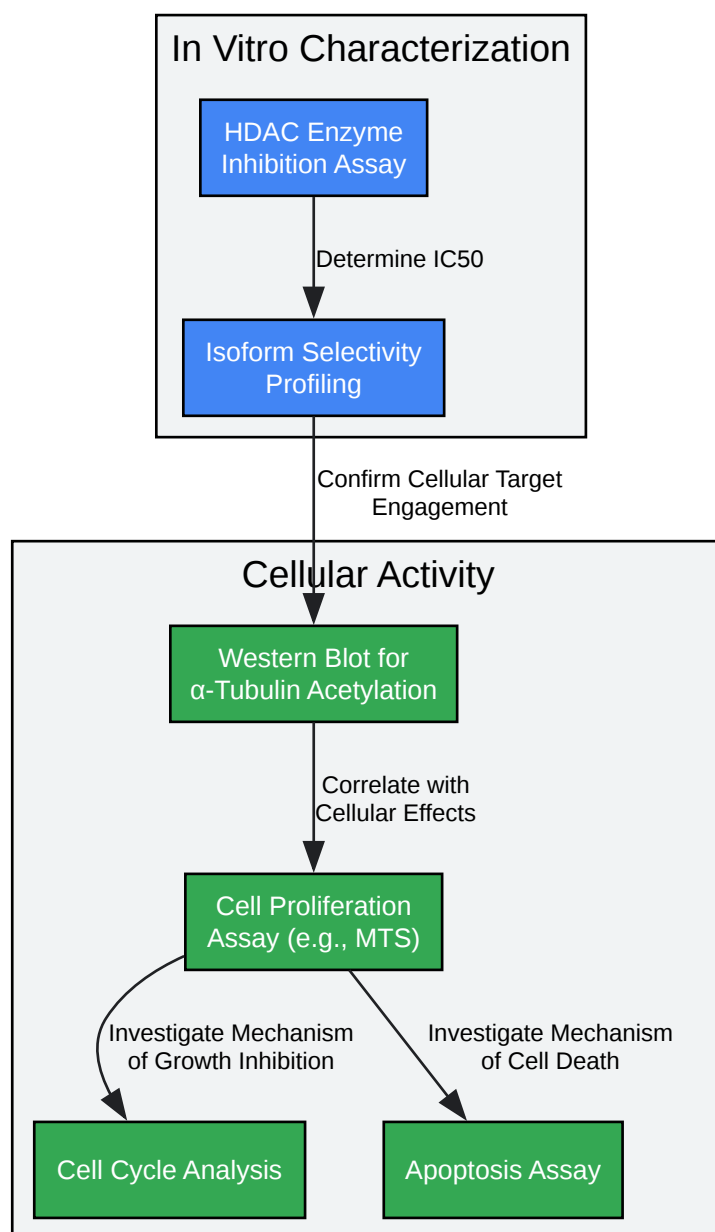 In Vitro Characterization
HDAC Enzyme
Inhibition Assay
Determine IC50
Isoform Selectivity
Profiling
Confirm Cellular Target
Engagement
Cellular Activity
Western Blot for
α-Tubulin Acetylation
Correlate with
Cellular Effects
Cell Proliferation
Assay (e.g., MTS)
Investigate Mechanism
of Growth Inhibition
Investigate Mechanism
of Cell Death
Cell Cycle Analysis
Apoptosis Assay